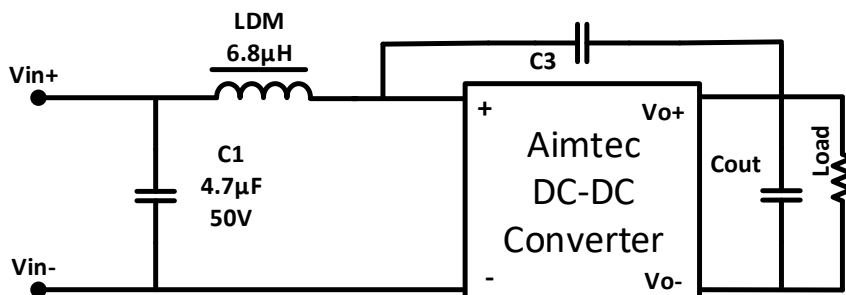 LDM
6.8µH
Vin+
C3
+
Vo+
C1
4.7µF
50V
Aimtec
DC-DC
Converter
Cout
Load
Vin-
-
Vo-